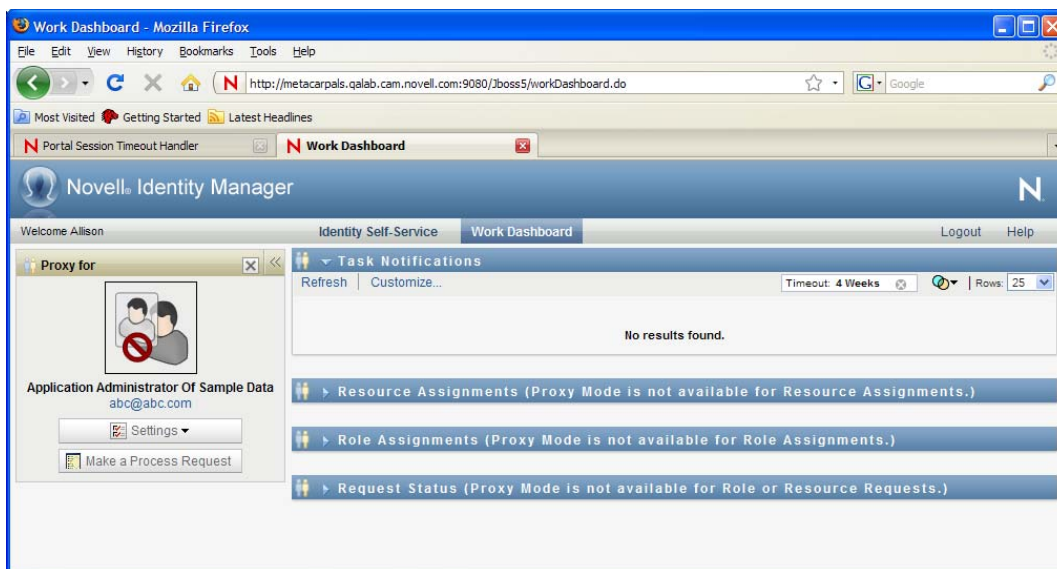 Work Dashboard - Mozilla Firefox
File Edit View History Bookmarks Tools Help
N http://metacarpals.qalab.cam.novell.com:9080/Jboss5/workDashboard.do G Google
Most Visited Getting Started Latest Headlines
N Portal Session Timeout Handler N Work Dashboard
Novell® Identity Manager N
Welcome Allison Identity Self-Service Work Dashboard Logout Help
Proxy for
Task Notifications
Refresh Customize... Timeout: 4 Weeks Rows: 25
No results found.
Application Administrator Of Sample Data
abc@abc.com
Settings
Make a Process Request
Resource Assignments (Proxy Mode is not available for Resource Assignments.)
Role Assignments (Proxy Mode is not available for Role Assignments.)
Request Status (Proxy Mode is not available for Role or Resource Requests.)